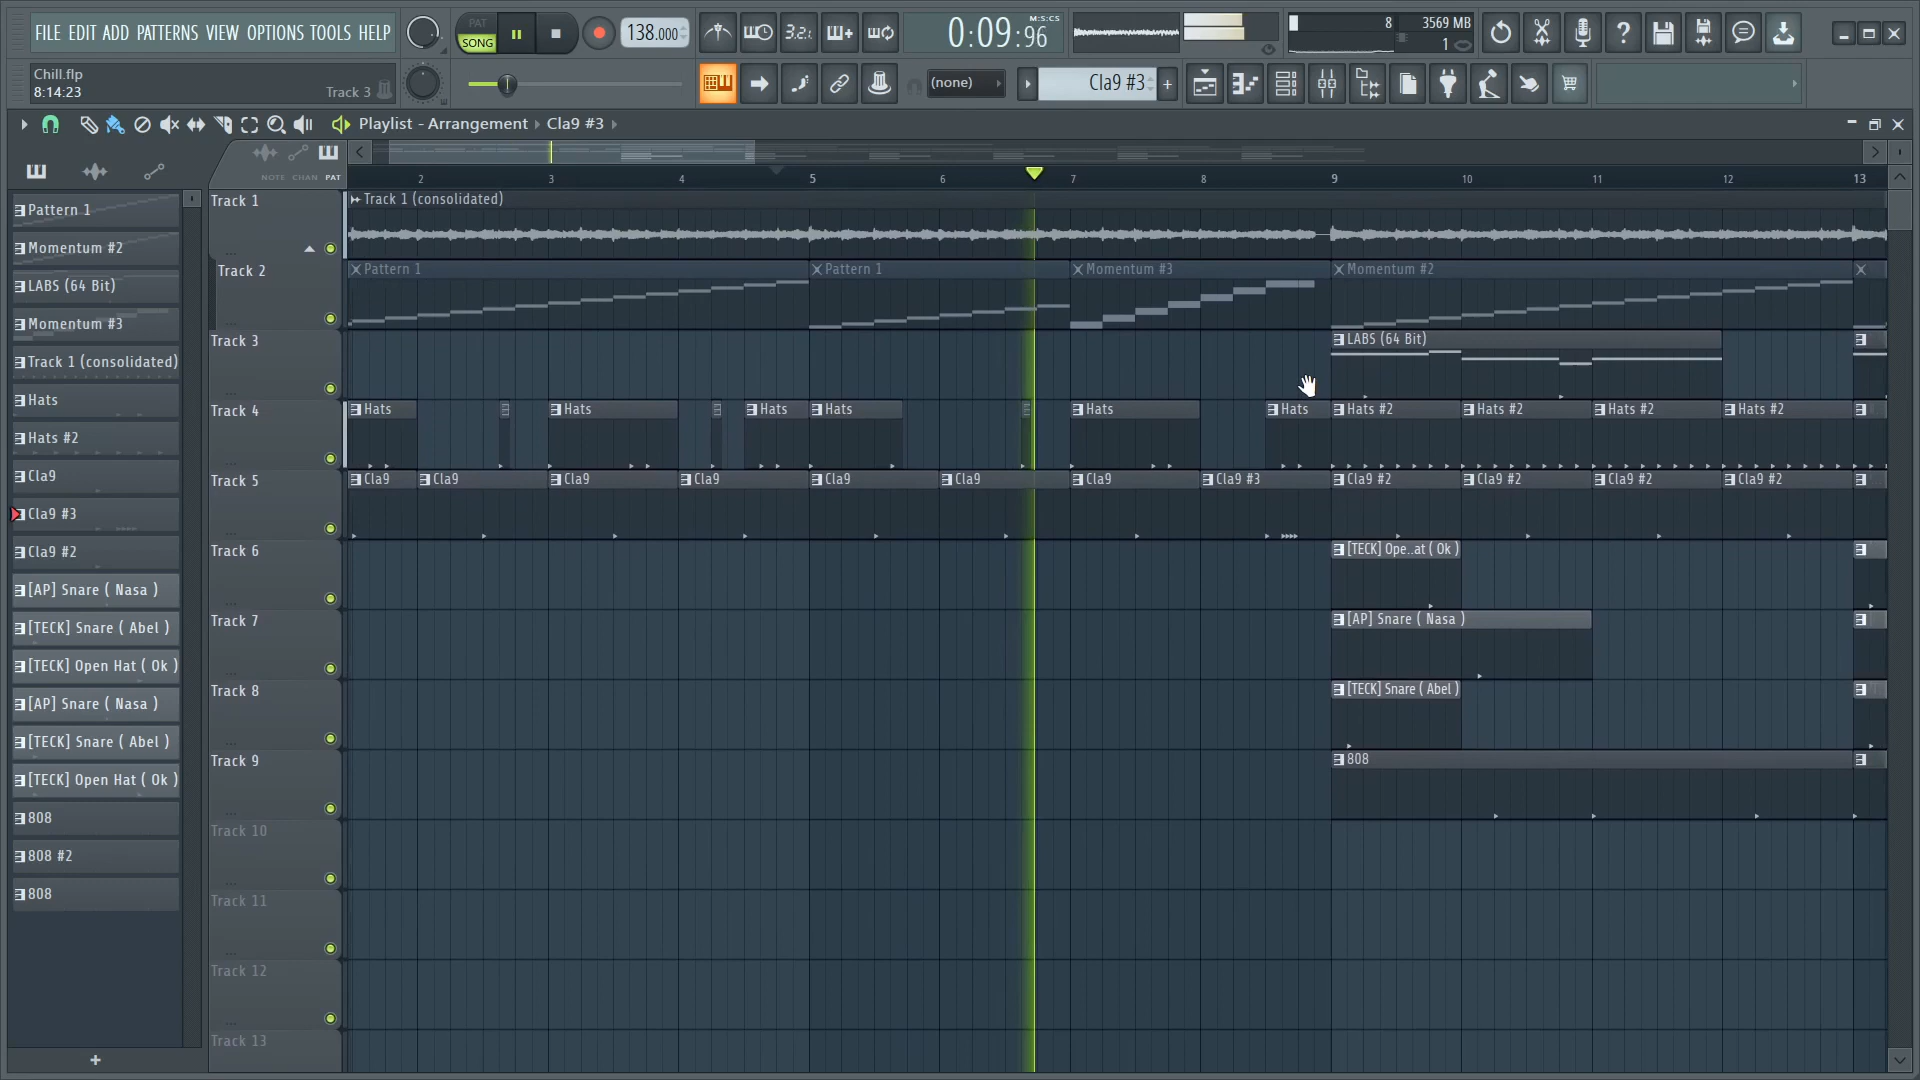 FILE EDIT ADD PATTERNS VIEW OPTIONS TOOLS HELP
PAT
SONG
138.000
3.2.
M:S:CS
0:09:96
8
3569 MB
1
Chill.flp
8:14:23
Track 3
(none)
Cla9 #3
Playlist - Arrangement
Cla9 #3
NOTE CHAN PAT
2 3 4 5 7 8 9 10 11 12 13
Pattern 1
Momentum #2
LABS (64 Bit)
Momentum #3
Track 1 (consolidated)
Hats
Hats #2
Cla9
Cla9 #3
Cla9 #2
[AP] Snare ( Nasa )
[TECK] Snare ( Abel )
[TECK] Open Hat ( Ok )
[AP] Snare ( Nasa )
[TECK] Snare ( Abel )
[TECK] Open Hat ( Ok )
808
808 #2
808
Track 1
Track 1 (consolidated)
Track 2
Pattern 1 Pattern 1 Momentum #3 Momentum #2
Track 3
LABS (64 Bit)
Track 4
Hats Hats Hats Hats Hats Hats Hats #2 Hats #2 Hats #2 Hats #2
Track 5
Cla9 Cla9 Cla9 Cla9 Cla9 Cla9 Cla9 Cla9 #3 Cla9 #2 Cla9 #2 Cla9 #2 Cla9 #2
Track 6
[TECK] Ope..at ( Ok )
Track 7
[AP] Snare ( Nasa )
Track 8
[TECK] Snare ( Abel )
Track 9
808
Track 10
Track 11
Track 12
Track 13